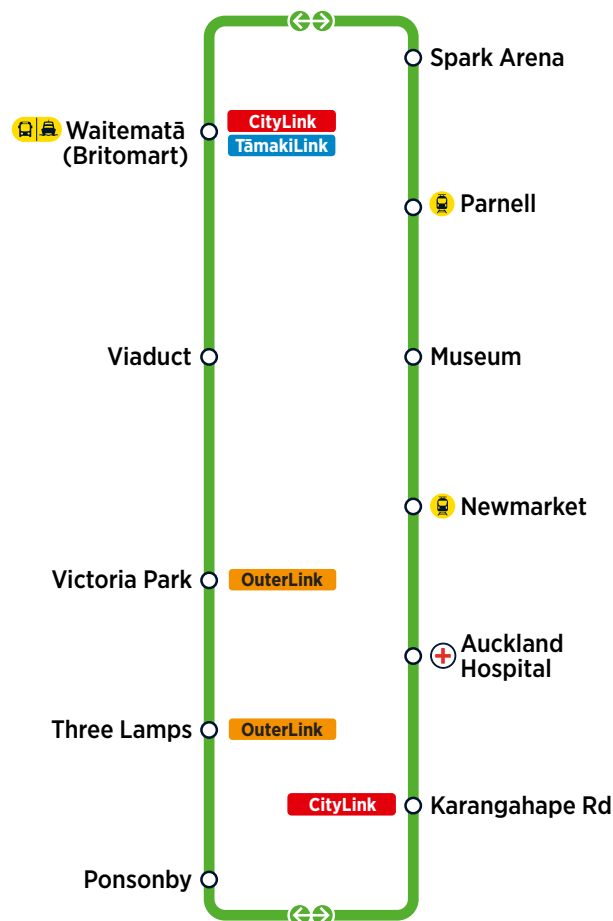 Spark Arena
Waitematā
(Britomart)
CityLink
TāmakiLink
Parnell
Viaduct
Museum
Newmarket
Victoria Park
OuterLink
Auckland
Hospital
Three Lamps
OuterLink
CityLink
Karangahape Rd
Ponsonby